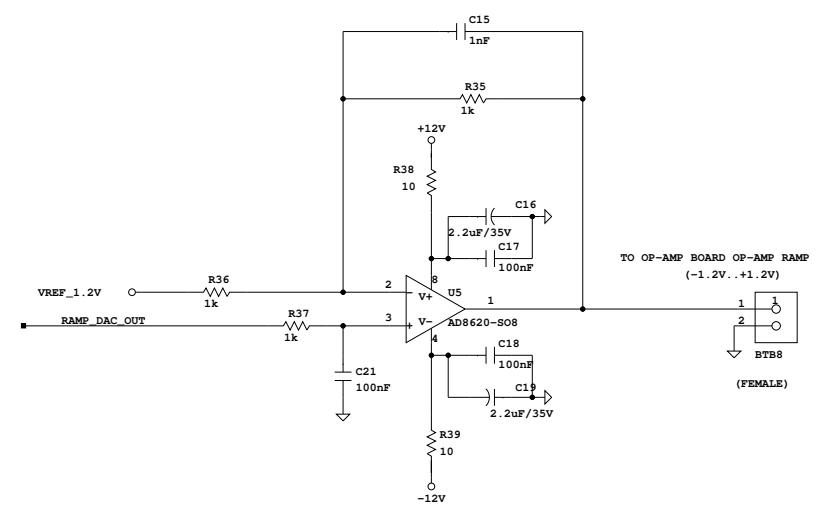 C15
1nF
R35
1k
+12V
R38
10
C16
2.2uF/35V
C17
100nF
TO OP-AMP BOARD OP-AMP RAMP
(-1.2V..+1.2V)
VREF_1.2V
R36
1k
2
8
V+
U5
1
1
1
RAMP_DAC_OUT
R37
1k
3
V-
AD8620-SO8
2
4
BTB8
C18
100nF
C21
100nF
C19
2.2uF/35V
(FEMALE)
R39
10
-12V